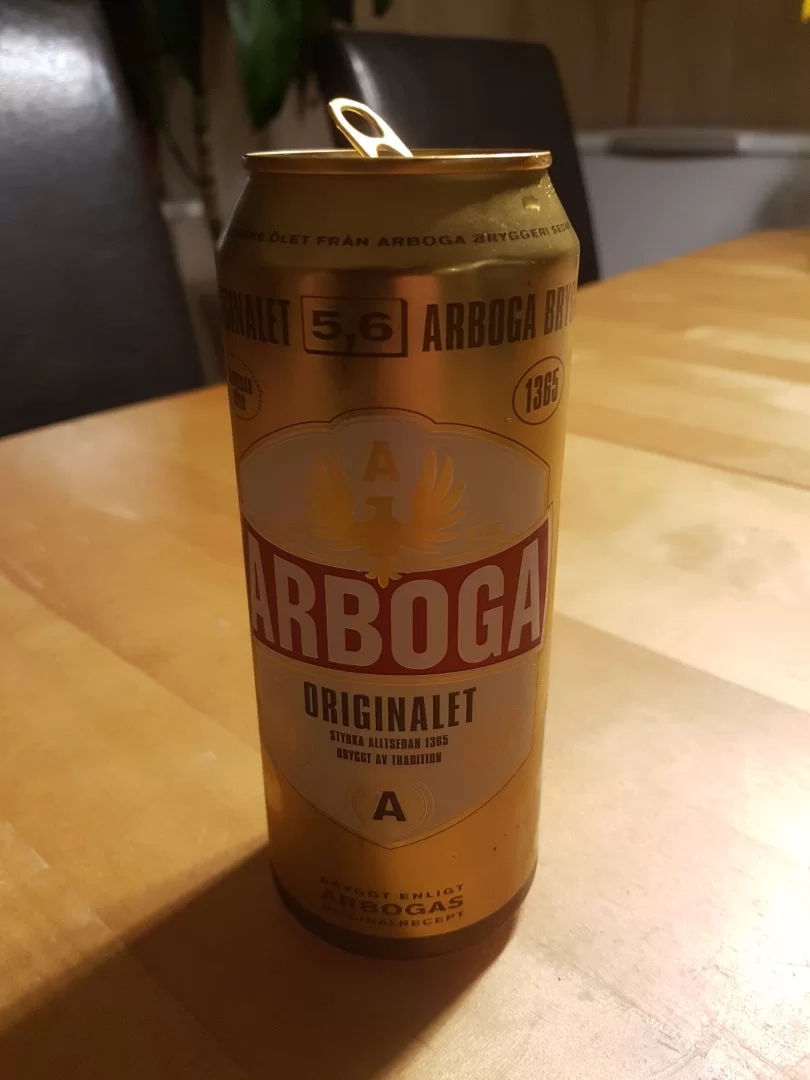 ÖLET FRÅN ARBOGA BRYGGERI
5,6 ARBOGA
1365
A
ARBOGA
ORIGINALET
STYRKA ALLTSEDAN 1365
BRYGGT AV TRADITION
A
BRYGGT ENLIGT
ARBOGAS
ORIGINALRECEPT